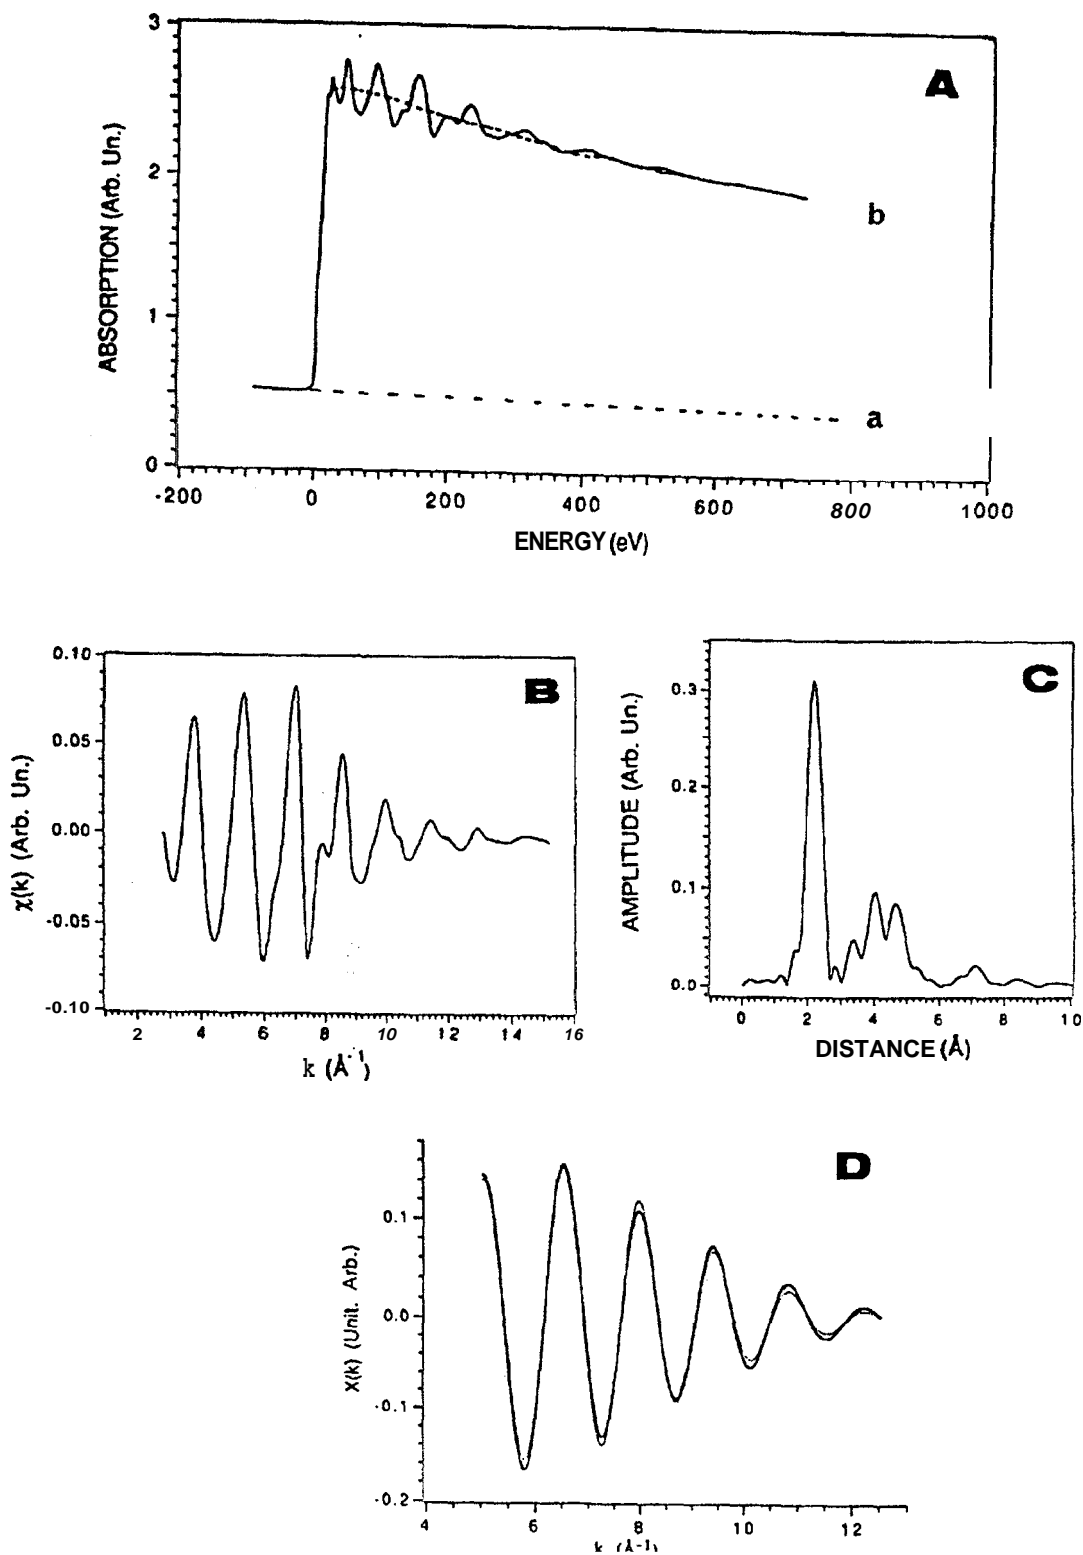 A
ABSORPTION (Arb. Un.)
3
2
1
0
b
a
-200 0 200 400 600 800 1000
ENERGY (eV)
B
χ(k) (Arb. Un.)
0.10
0.05
0.00
-0.05
-0.10
2 4 6 8 10 12 14 16
k (Å-1)
C
AMPLITUDE (Arb. Un.)
0.3
0.1
0.1
0.0
0 2 4 6 8 10
DISTANCE (Å)
D
X(k) (Unit. Arb.)
0.1
0.0
-0.1
-0.2
4 6 8 10 12
k (Å-1)